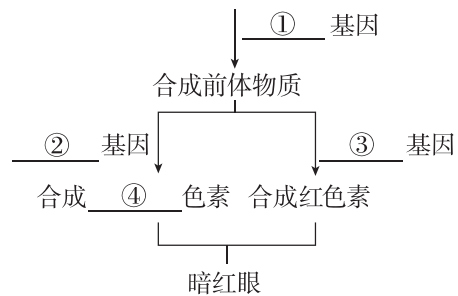 ① 基因
合成前体物质
② 基因
③ 基因
合成 ④ 色素
合成红色素
暗红眼